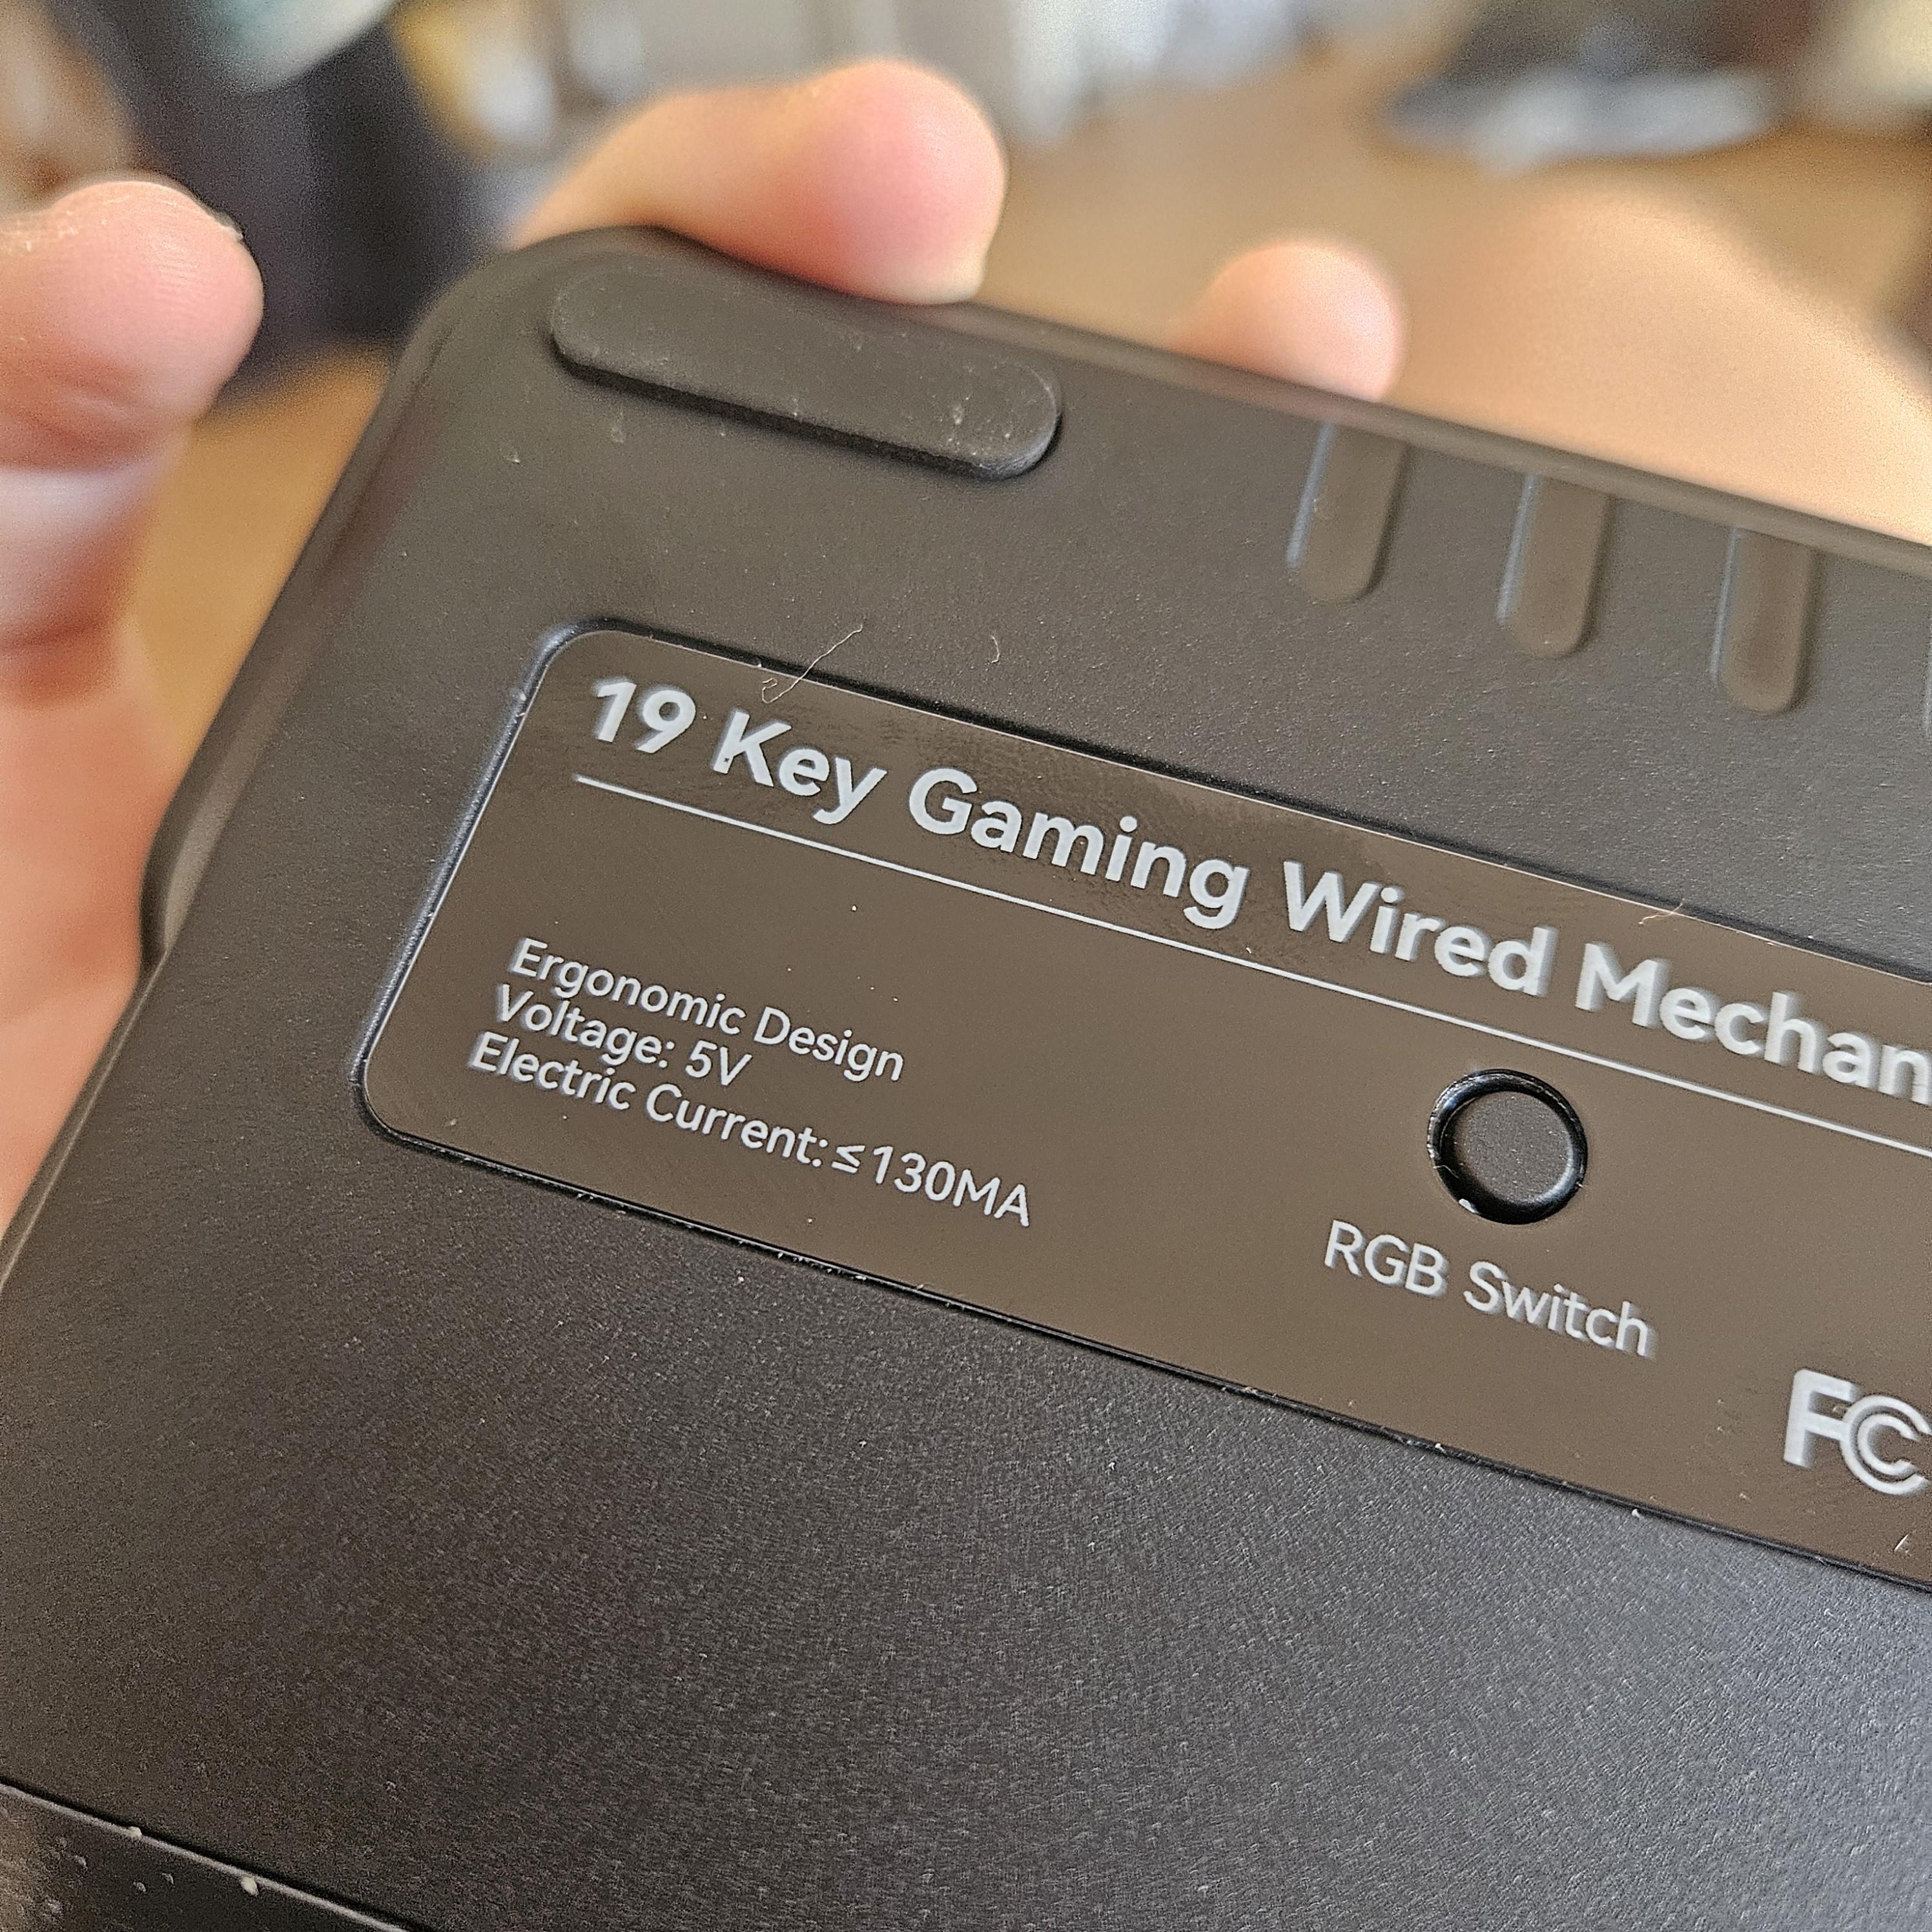 19 Key Gaming Wired Mechan
Ergonomic Design
Voltage: 5V
Electric Current:≤130MA
RGB Switch
FC